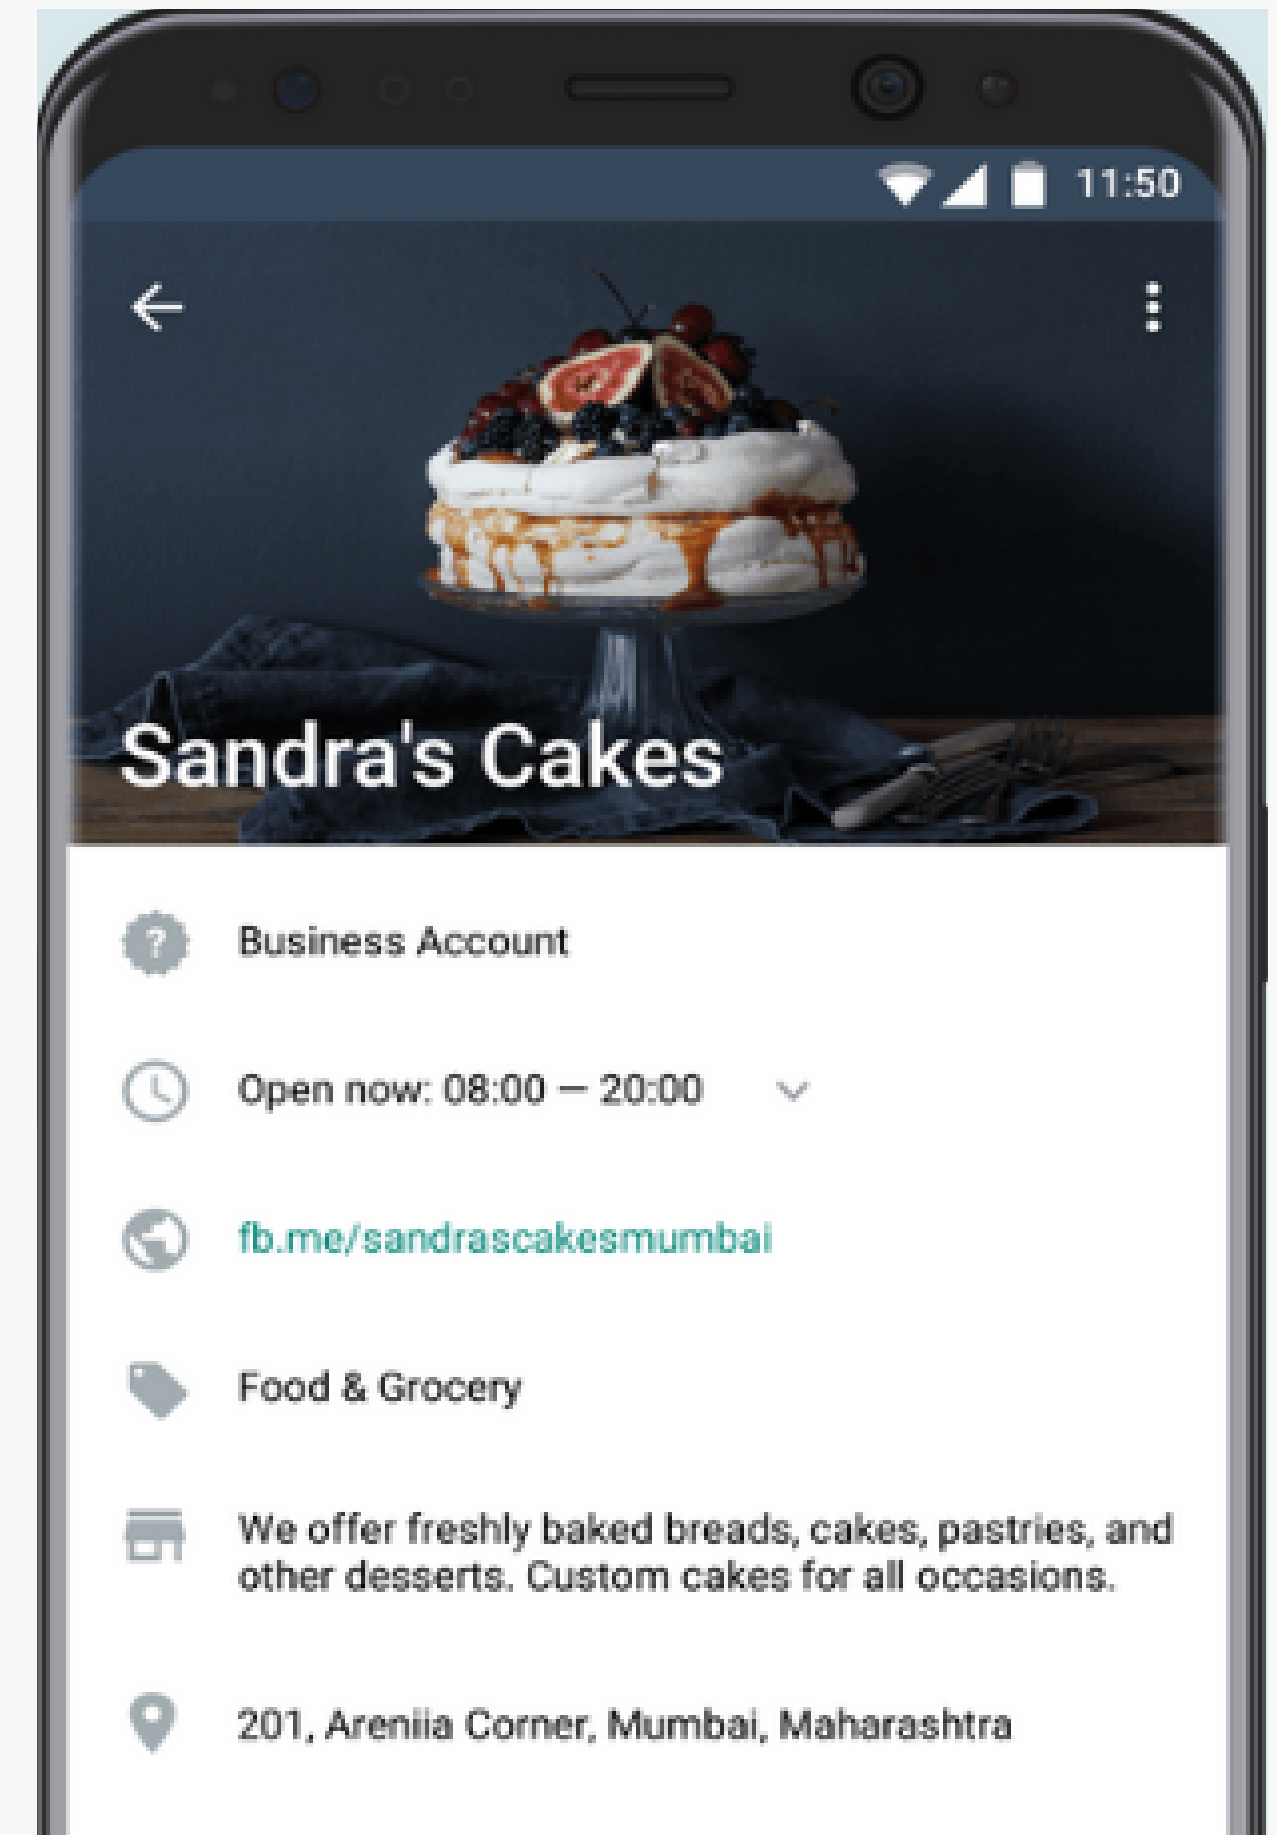 11:50
Sandra's Cakes
?
Business Account
Open now: 08:00 — 20:00
fb.me/sandrascakesmumbai
Food & Grocery
We offer freshly baked breads, cakes, pastries, and
other desserts. Custom cakes for all occasions.
201, Areniia Corner, Mumbai, Maharashtra